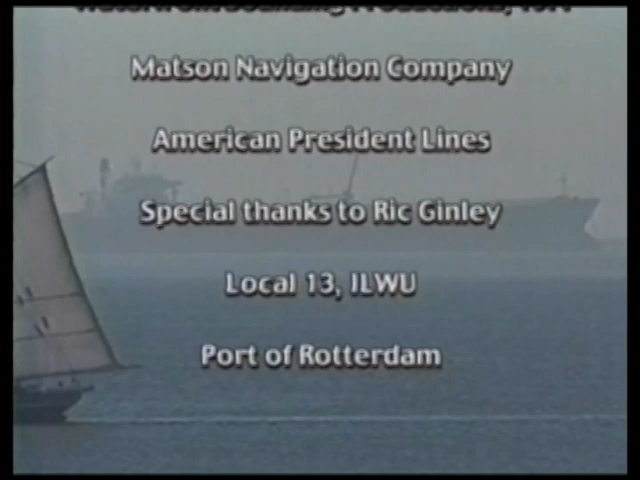 Matson Navigation Company
American President Lines
Special thanks to Ric Ginley
Local 13, ILWU
Port of Rotterdam